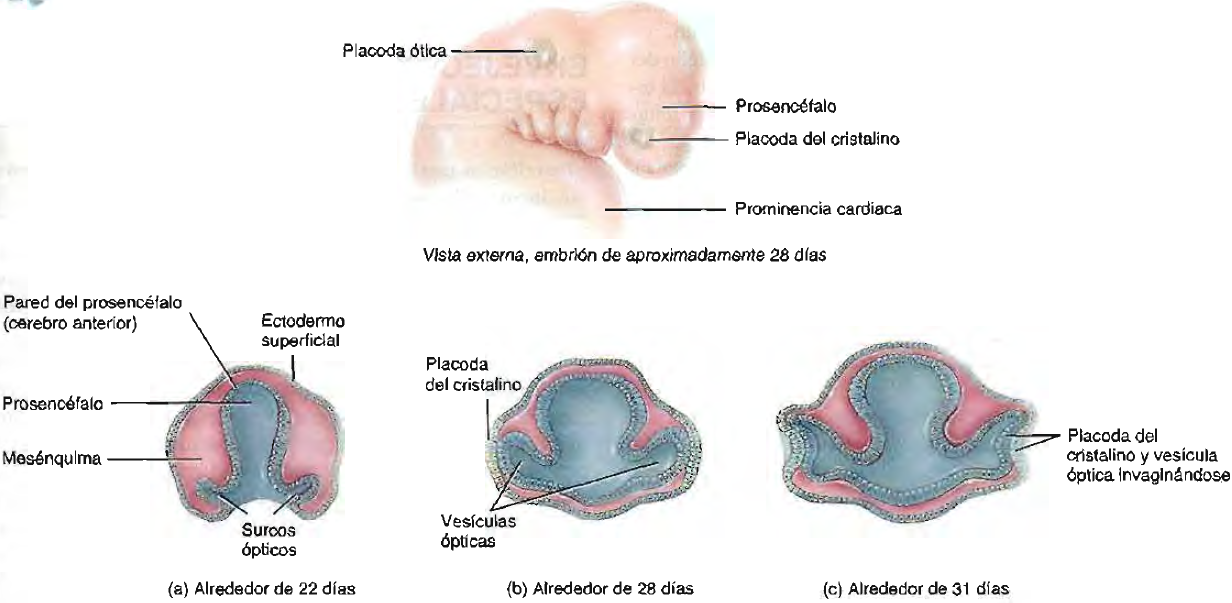 Placoda ótica
Prosencéfalo
Placoda del cristalino
Prominencia cardiaca
Vista externa, embrión de aproximadamente 28 días
Pared del prosencéfalo
(cerebro anterior)
Ectodermo
superficial
Prosencéfalo
Mesénquima
Surcos
ópticos
(a) Alrededor de 22 días
Placoda
del cristalino
Vesículas
ópticas
(b) Alrededor de 28 días
Placoda del
cristalino y vesícula
óptica invaginándose
(c) Alrededor de 31 días